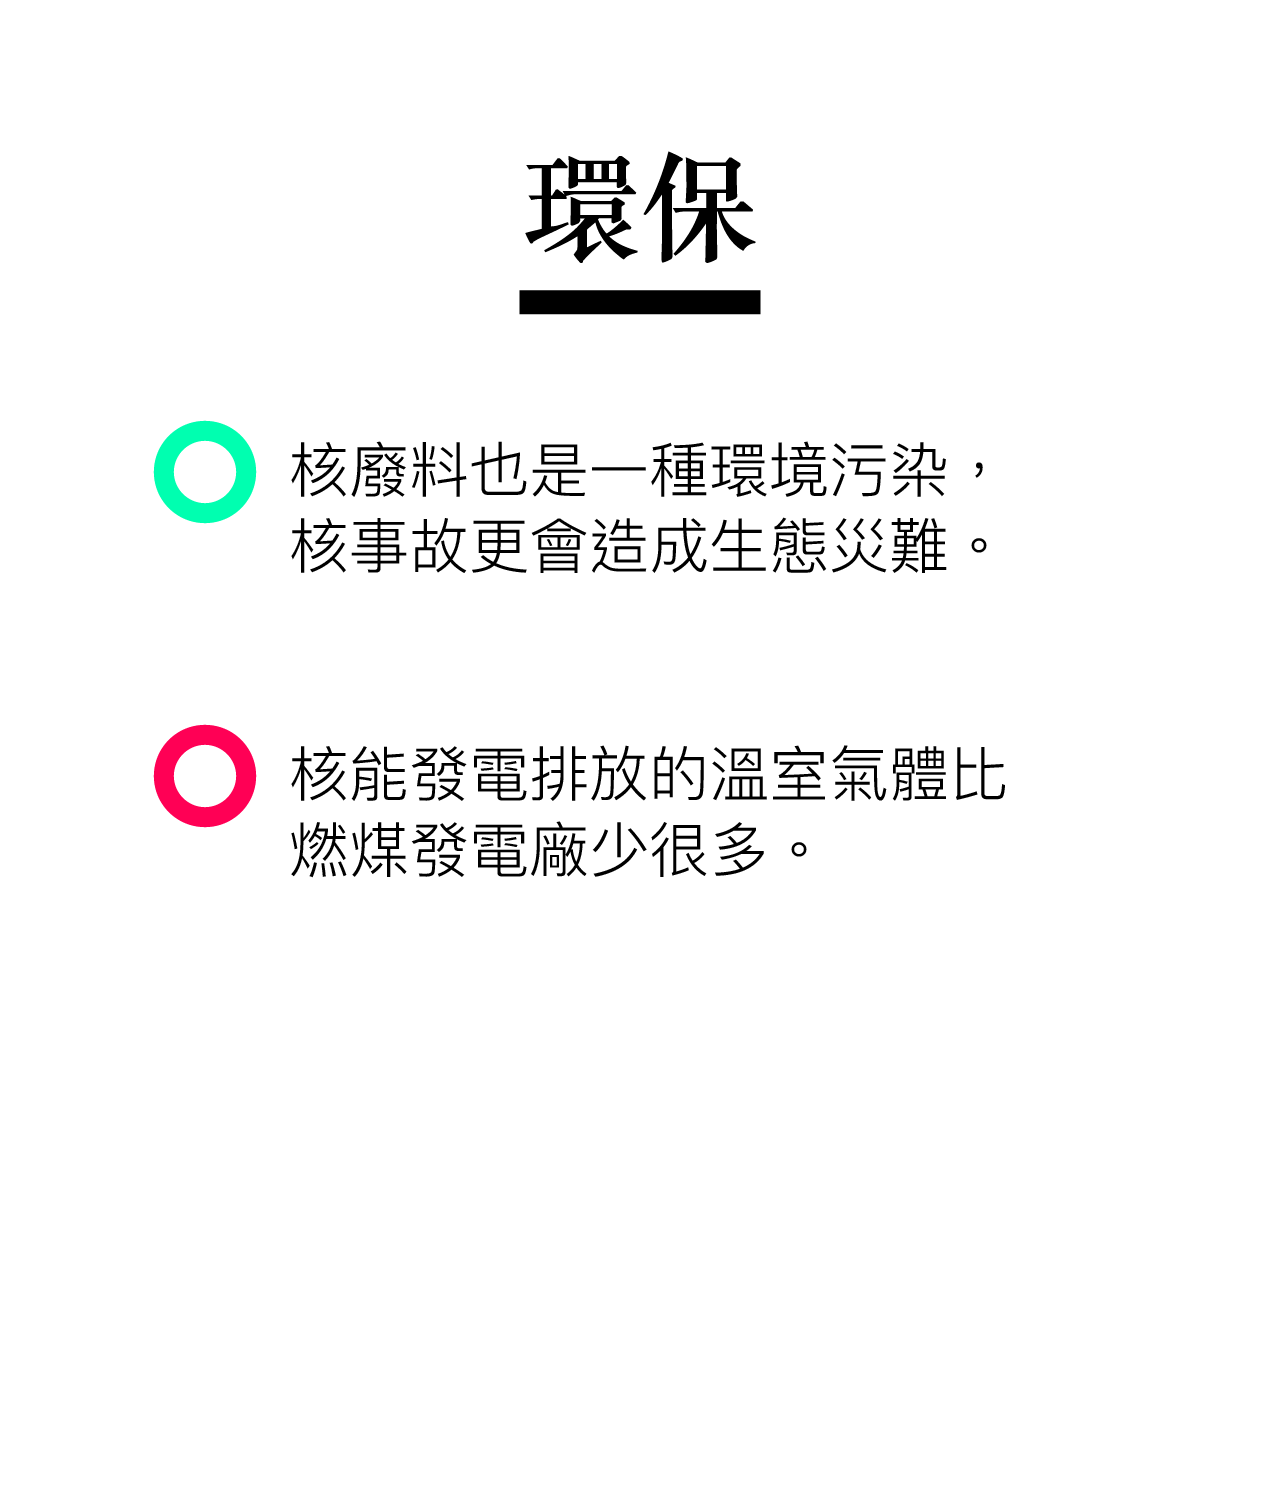 環保
核廢料也是一種環境污染，
核事故更會造成生態災難。
核能發電排放的溫室氣體比
燃煤發電廠少很多。